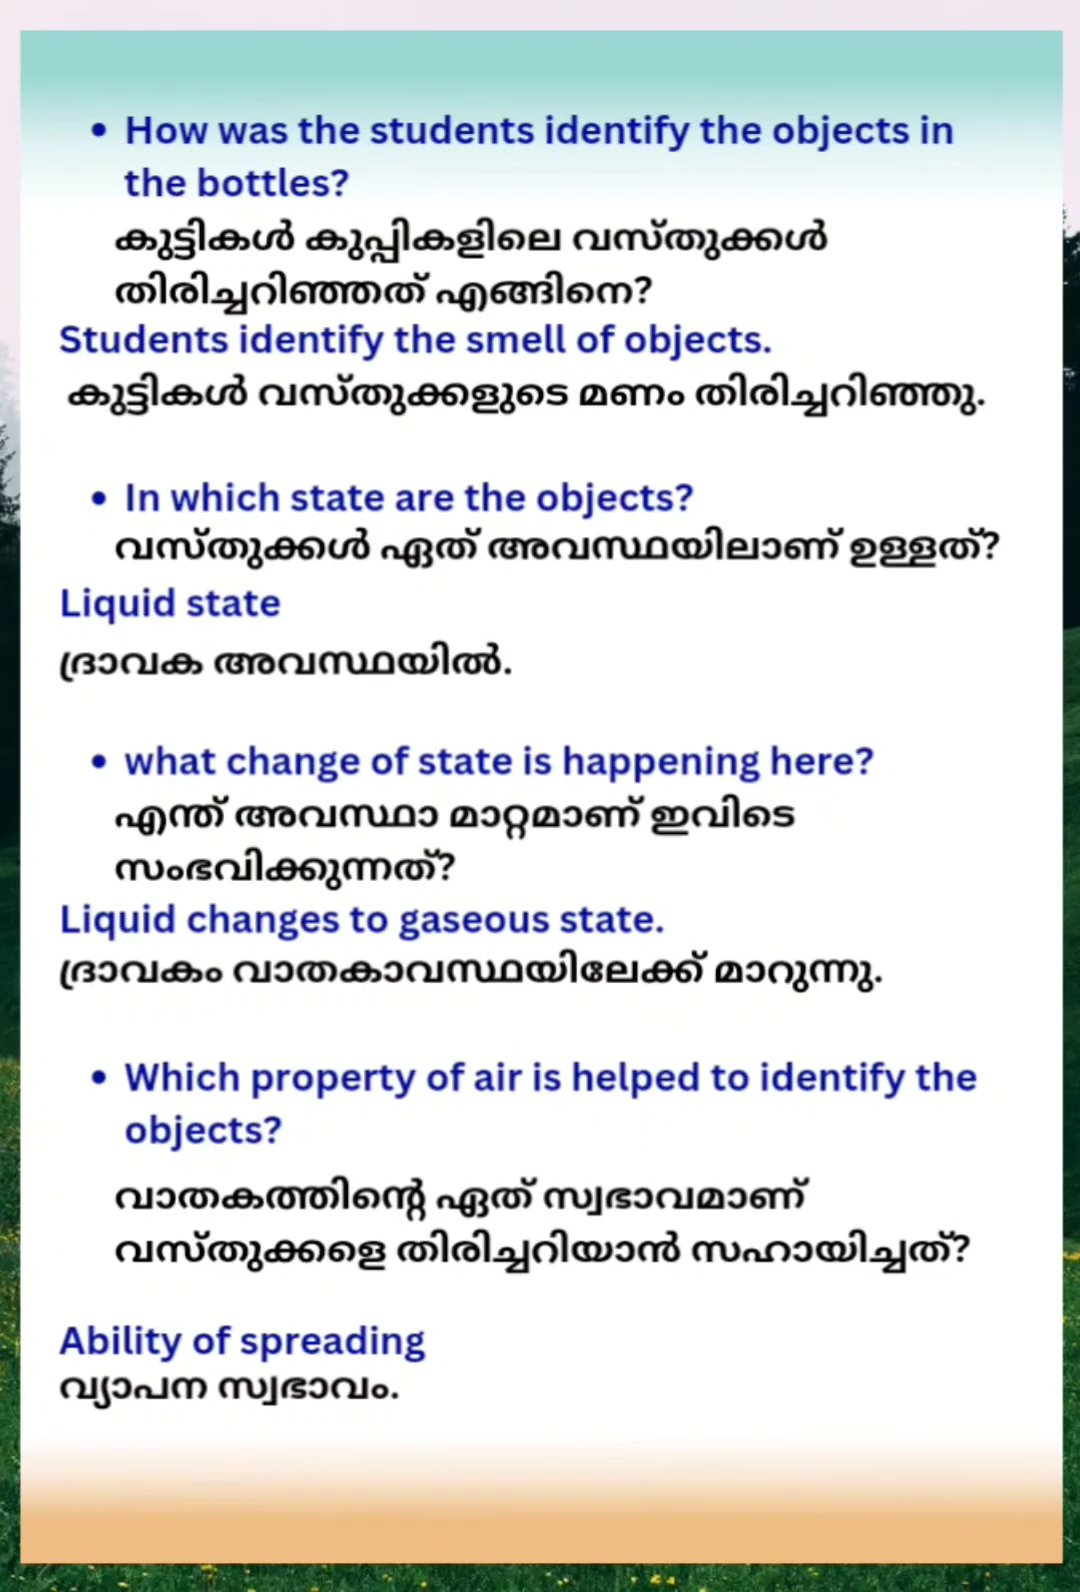 • How was the students identify the objects in
the bottles?
കുട്ടികൾ കുപ്പികളിലെ വസ്തുക്കൾ
തിരിച്ചറിഞ്ഞത് എങ്ങിനെ?
Students identify the smell of objects.
കുട്ടികൾ വസ്തുക്കളുടെ മണം തിരിച്ചറിഞ്ഞു.
• In which state are the objects?
വസ്തുക്കൾ ഏത് അവസ്ഥയിലാണ് ഉള്ളത്?
Liquid state
ദ്രാവക അവസ്ഥയിൽ.
• what change of state is happening here?
എന്ത് അവസ്ഥാ മാറ്റമാണ് ഇവിടെ
സംഭവിക്കുന്നത്?
Liquid changes to gaseous state.
ദ്രാവകം വാതകാവസ്ഥയിലേക്ക് മാറുന്നു.
• Which property of air is helped to identify the
objects?
വാതകത്തിന്റെ ഏത് സ്വഭാവമാണ്
വസ്തുക്കളെ തിരിച്ചറിയാൻ സഹായിച്ചത്?
Ability of spreading
വ്യാപന സ്വഭാവം.